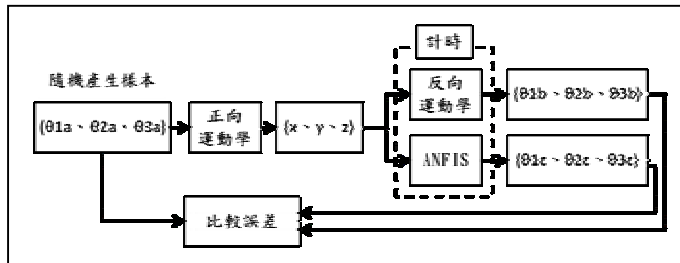 計時
隨機產生樣本
{θ1a、θ2a、θ3a}
正向
運動學
{x、y、z}
反向
運動學
{θ1b、θ2b、θ3b}
ANFIS
{θ1c、θ2c、θ3c}
比較誤差